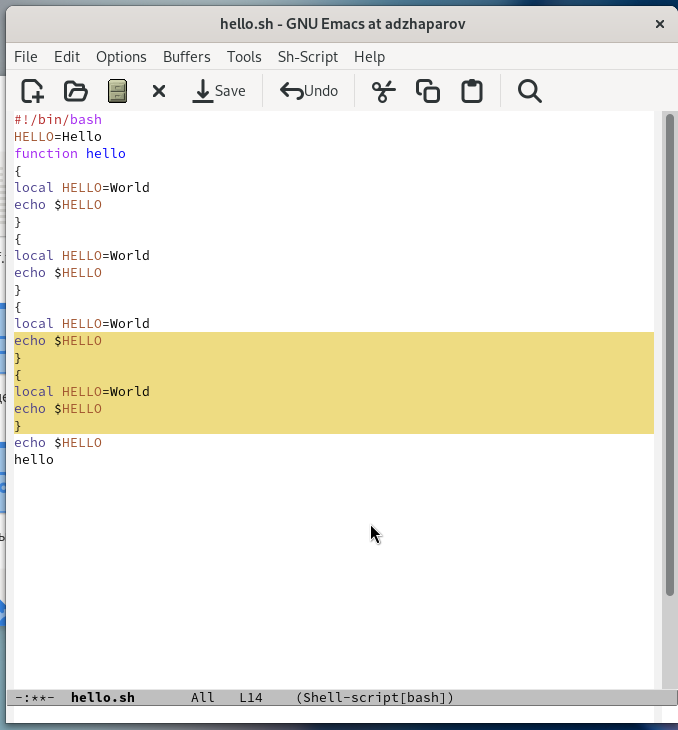 hello.sh - GNU Emacs at adzhaparov
File Edit Options Buffers Tools Sh-Script Help
Save Undo
#!/bin/bash
HELLO=Hello
function hello
{
local HELLO=World
echo $HELLO
}
{
local HELLO=World
echo $HELLO
}
{
local HELLO=World
echo $HELLO
}
{
local HELLO=World
echo $HELLO
}
echo $HELLO
hello
-:**-  hello.sh       All   L14    (Shell-script[bash])